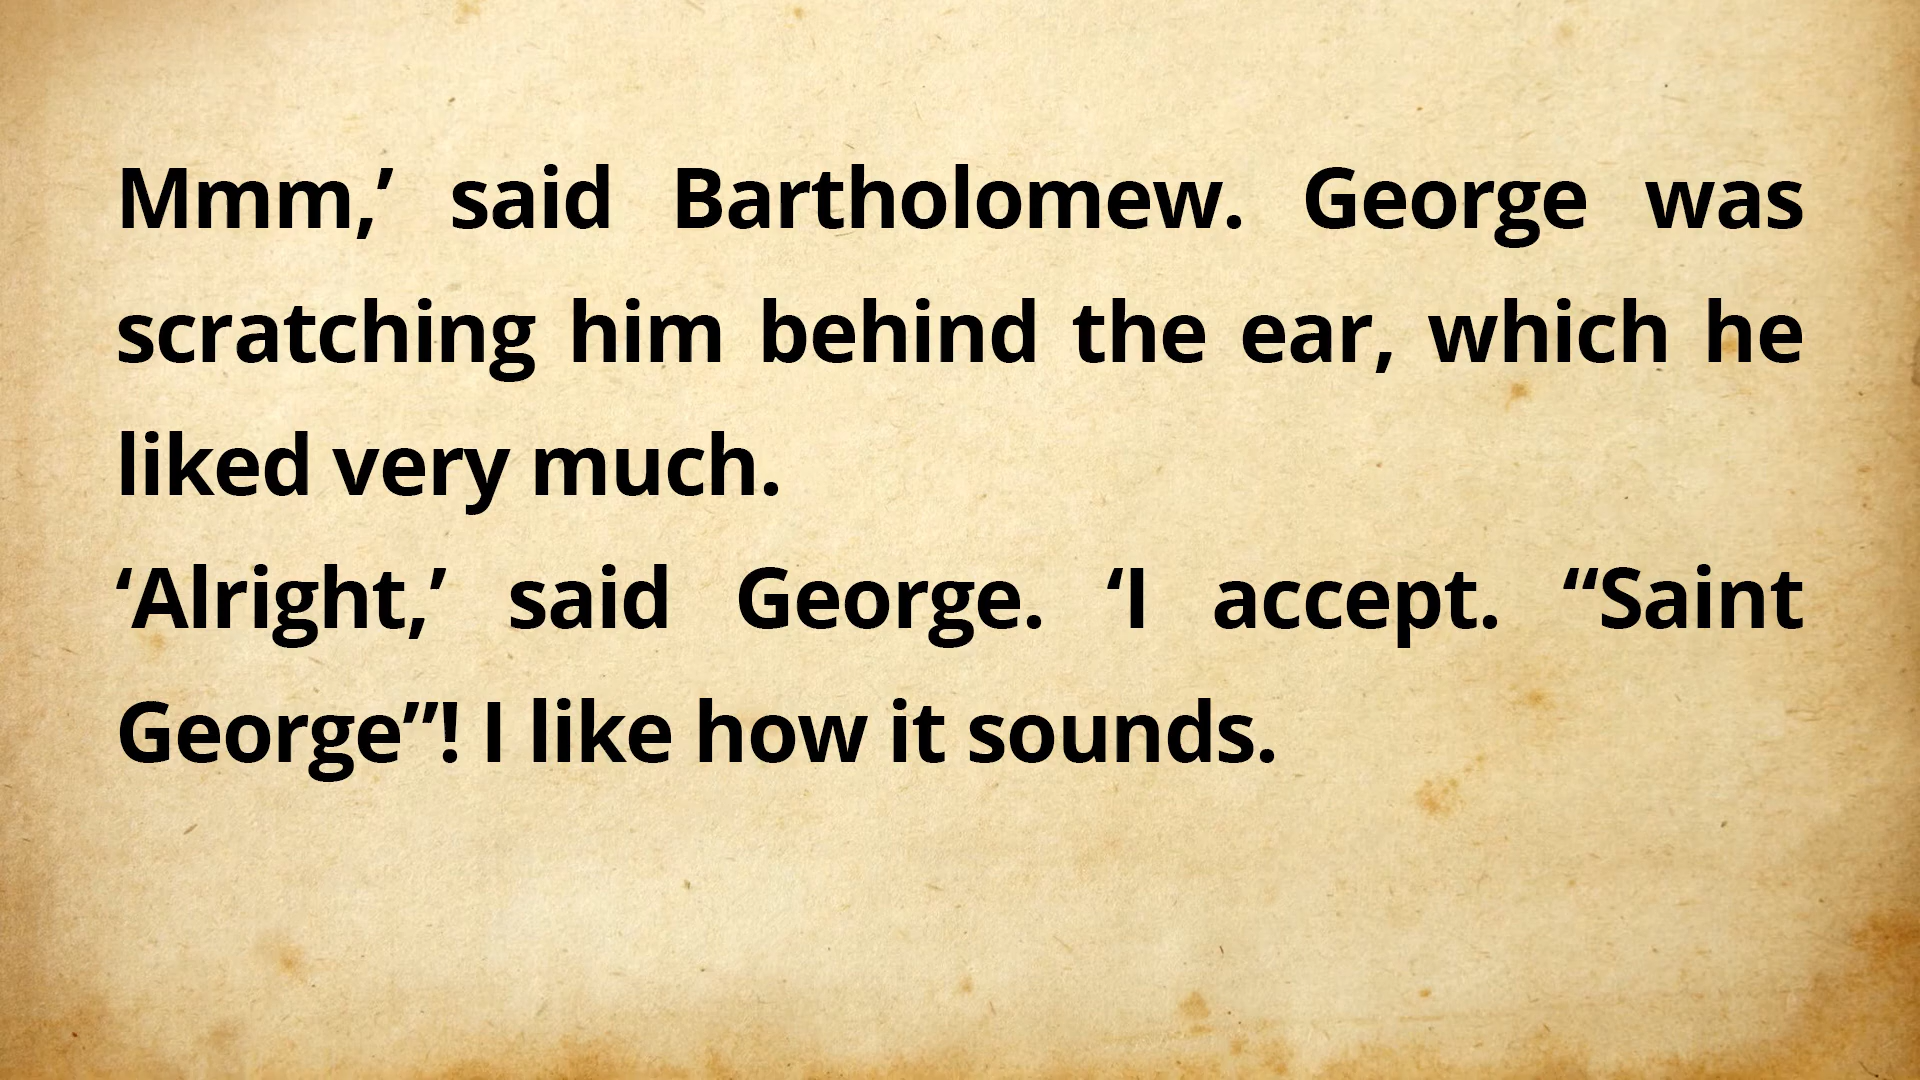 Mmm,’ said Bartholomew. George was
scratching him behind the ear, which he
liked very much.
‘Alright,’ said George. ‘I accept. “Saint
George”! I like how it sounds.